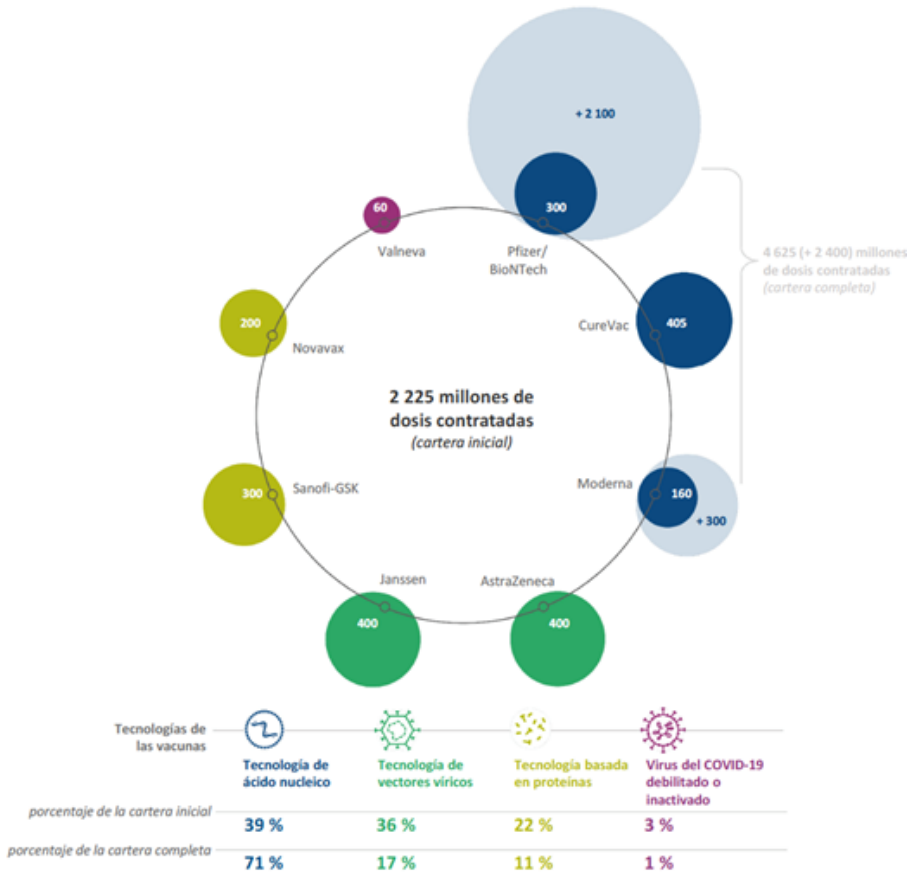 + 2 100
300
60
Valneva
Pfizer/
BioNTech
4 625 (+ 2 400) millones
de dosis contratadas
(cartera completa)
200
Novavax
CureVac
405
2 225 millones de
dosis contratadas
(cartera inicial)
300
Sanofi-GSK
Moderna
160
+ 300
Janssen
AstraZeneca
400
400
Tecnologías de
las vacunas
Tecnología de
ácido nucleico
Tecnología de
vectores víricos
Tecnología basada
en proteínas
Virus del COVID-19
debilitado o
inactivado
porcentaje de la cartera inicial
39 %
36 %
22 %
3 %
porcentaje de la cartera completa
71 %
17 %
11 %
1 %